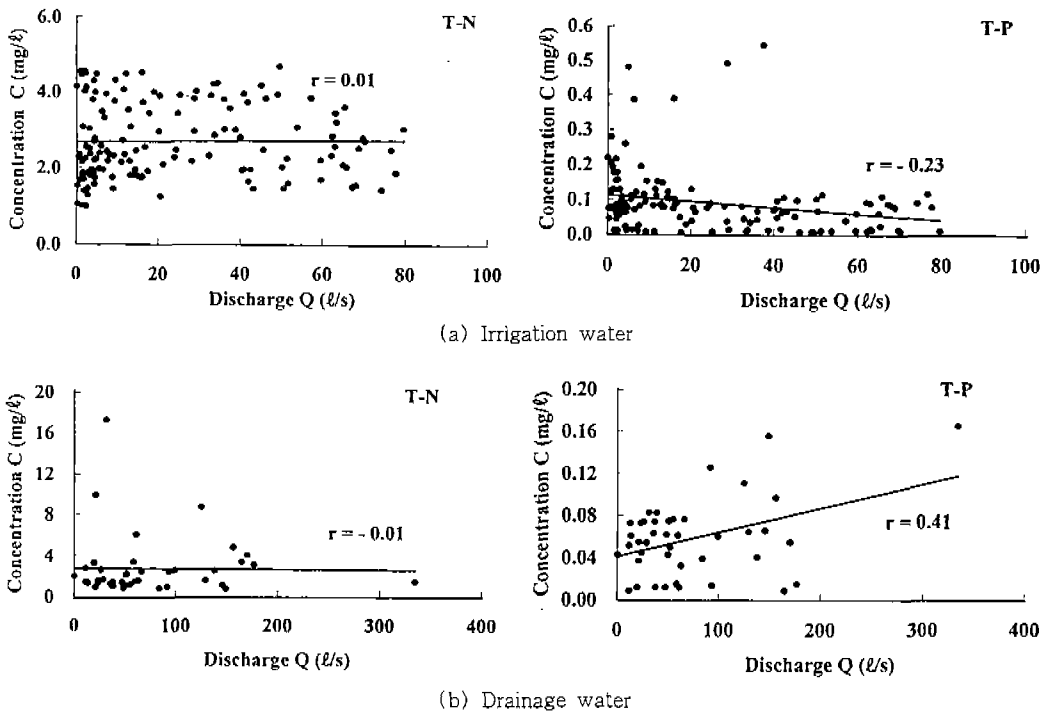 T-N
Concentration C (mg/ℓ)
6.0
4.0
2.0
0.0
r = 0.01
0 20 40 60 80 100
Discharge Q (ℓ/s)
T-P
Concentration C (mg/ℓ)
0.6
0.5
0.4
0.3
0.2
0.1
0.0
r = - 0.23
0 20 40 60 80 100
Discharge Q (ℓ/s)
(a) Irrigation water
T-N
Concentration C (mg/ℓ)
20
16
12
8
4
0
r = - 0.01
0 100 200 300 400
Discharge Q (ℓ/s)
T-P
Concentration C (mg/ℓ)
0.20
0.16
0.12
0.08
0.04
0.00
r = 0.41
0 100 200 300 400
Discharge Q (ℓ/s)
(b) Drainage water